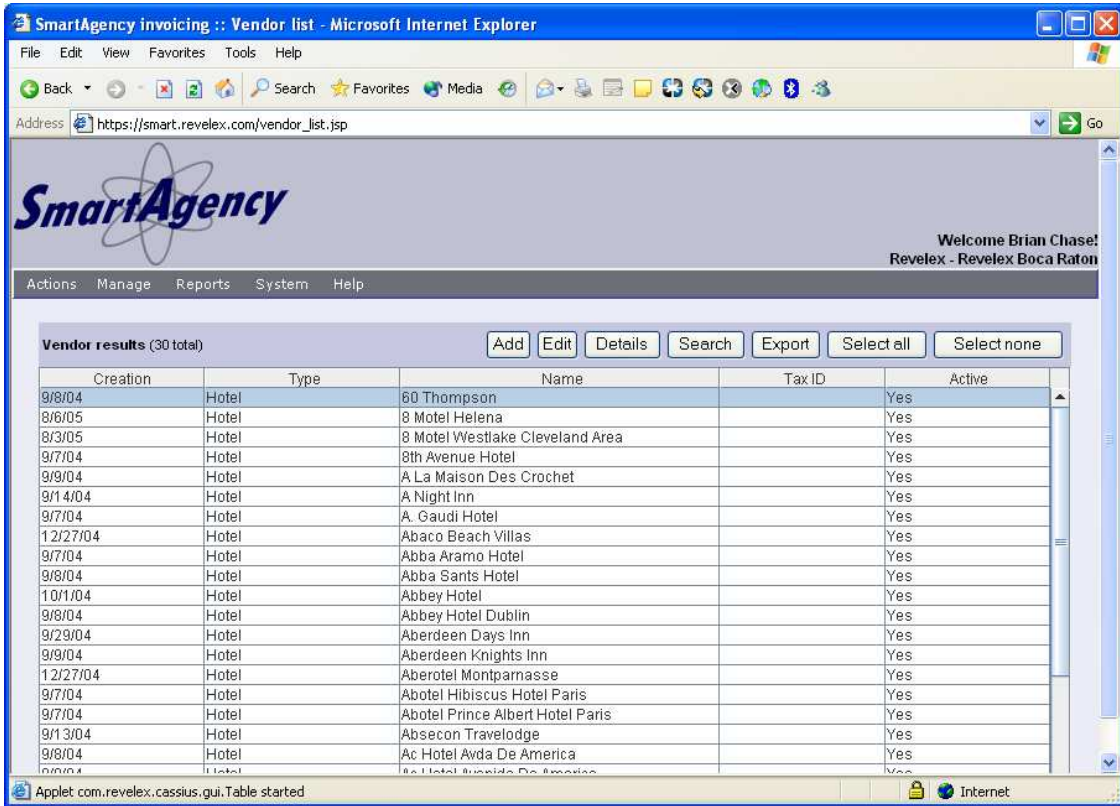 SmartAgency invoicing :: Vendor list - Microsoft Internet Explorer
File Edit View Favorites Tools Help
Back Search Favorites Media
Address https://smart.revelex.com/vendor_list.jsp Go
SmartAgency
Welcome Brian Chase!
Revelex - Revelex Boca Raton
Actions Manage Reports System Help
Vendor results (30 total) Add Edit Details Search Export Select all Select none
Creation Type Name Tax ID Active
9/8/04 Hotel 60 Thompson Yes
8/6/05 Hotel 8 Motel Helena Yes
8/3/05 Hotel 8 Motel Westlake Cleveland Area Yes
9/7/04 Hotel 8th Avenue Hotel Yes
9/9/04 Hotel A La Maison Des Crochet Yes
9/14/04 Hotel A Night Inn Yes
9/7/04 Hotel A. Gaudi Hotel Yes
12/27/04 Hotel Abaco Beach Villas Yes
9/7/04 Hotel Abba Aramo Hotel Yes
9/8/04 Hotel Abba Sants Hotel Yes
10/1/04 Hotel Abbey Hotel Yes
9/8/04 Hotel Abbey Hotel Dublin Yes
9/29/04 Hotel Aberdeen Days Inn Yes
9/9/04 Hotel Aberdeen Knights Inn Yes
12/27/04 Hotel Aberotel Montparnasse Yes
9/7/04 Hotel Abotel Hibiscus Hotel Paris Yes
9/7/04 Hotel Abotel Prince Albert Hotel Paris Yes
9/13/04 Hotel Absecon Travelodge Yes
9/8/04 Hotel Ac Hotel Avda De America Yes
Hotel Ac Hotel Avenida De America Yes
Applet com.revelex.cassius.gui.Table started Internet